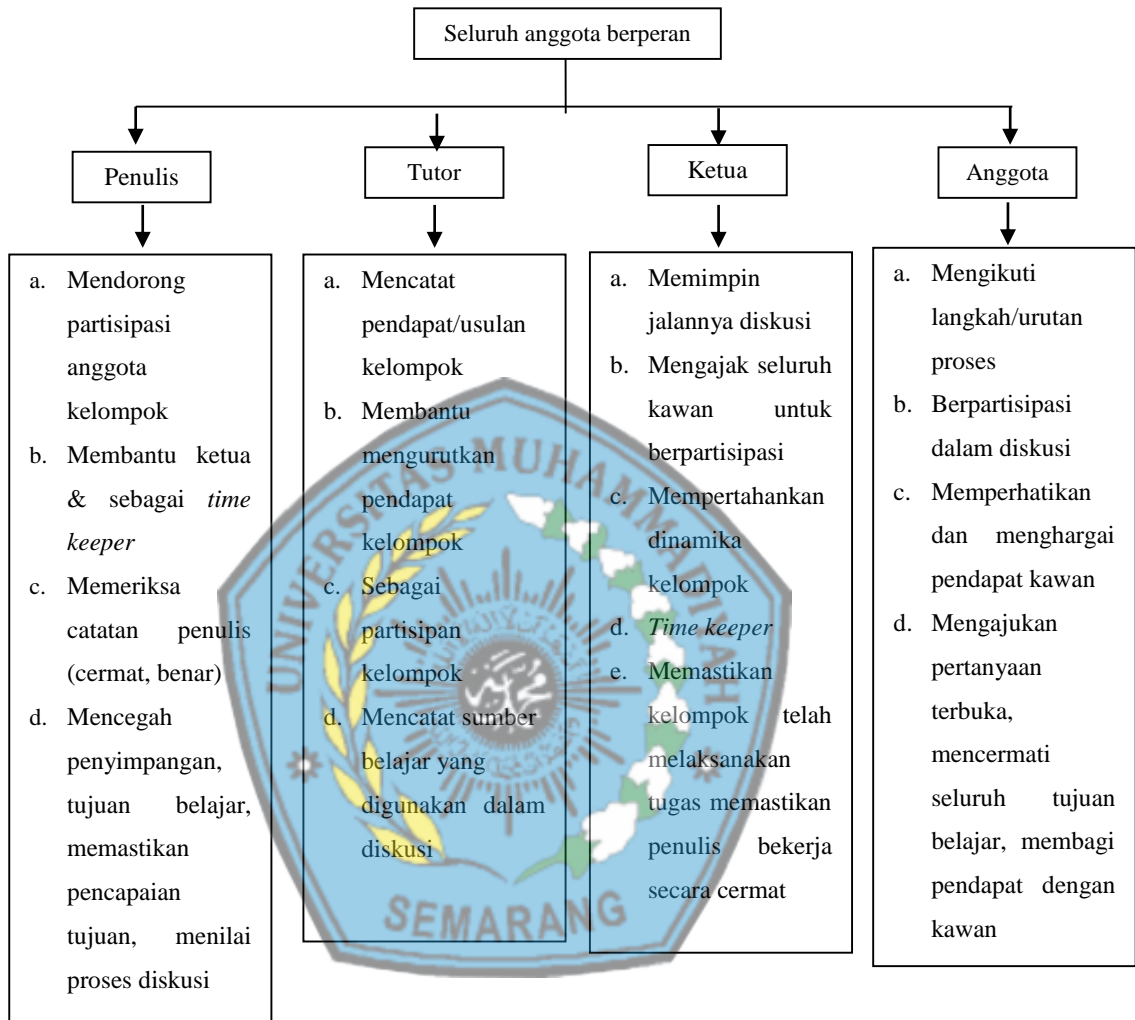 Seluruh anggota berperan
Penulis
Tutor
Ketua
Anggota
a. Mendorong
partisipasi
anggota
kelompok
b. Membantu ketua
& sebagai time
keeper
c. Memeriksa
catatan penulis
(cermat, benar)
d. Mencegah
penyimpangan,
tujuan belajar,
memastikan
pencapaian
tujuan, menilai
proses diskusi
a. Mencatat
pendapat/usulan
kelompok
b. Membantu
mengurutkan
pendapat
kelompok
c. Sebagai
partisipan
kelompok
d. Mencatat sumber
belajar yang
digunakan dalam
diskusi
a. Memimpin
jalannya diskusi
b. Mengajak seluruh
kawan untuk
berpartisipasi
c. Mempertahankan
dinamika
kelompok
d. Time keeper
e. Memastikan
kelompok telah
melaksanakan
tugas memastikan
penulis bekerja
secara cermat
a. Mengikuti
langkah/urutan
proses
b. Berpartisipasi
dalam diskusi
c. Memperhatikan
dan menghargai
pendapat kawan
d. Mengajukan
pertanyaan
terbuka,
mencermati
seluruh tujuan
belajar, membagi
pendapat dengan
kawan
UNIVERSITAS MUHAMMADIYAH
SEMARANG